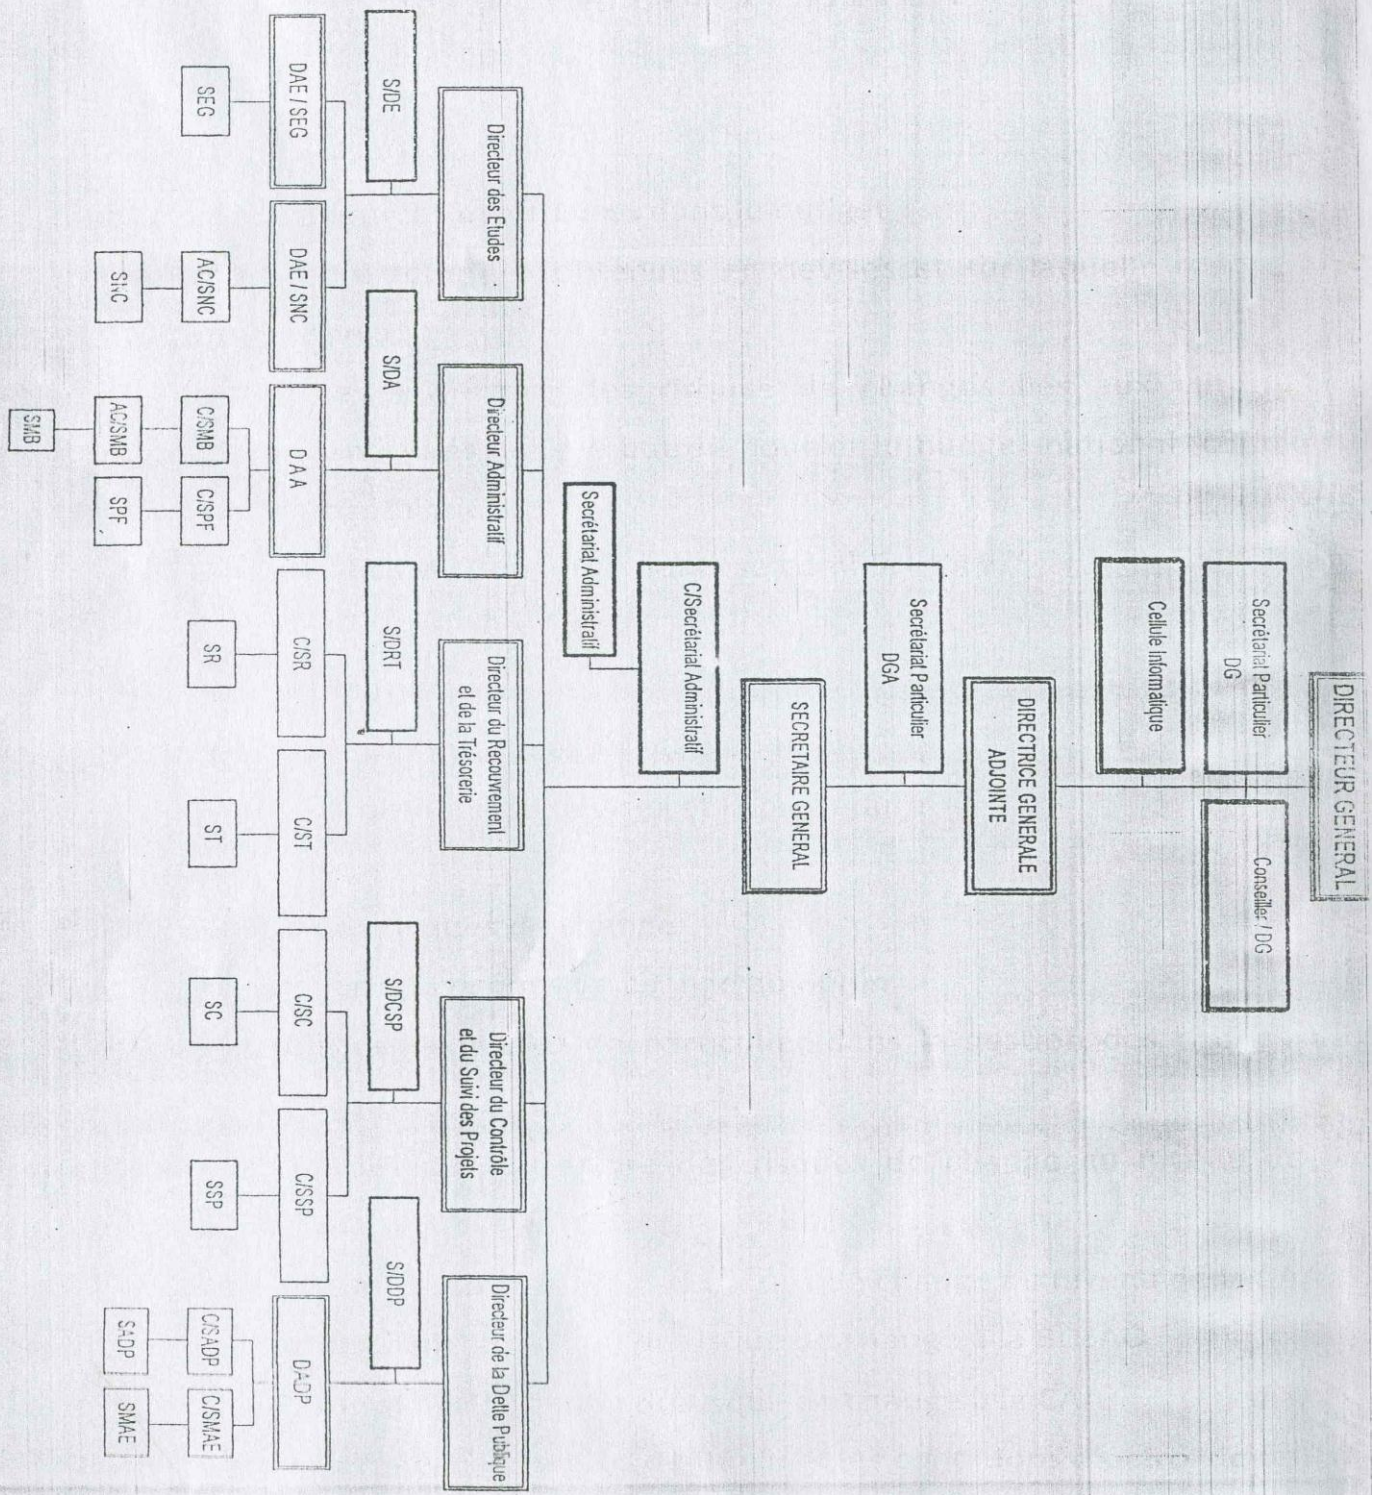 DIRECTEUR GENERAL
Secrétariat Particulier
DG
Conseiller / DG
Cellule Informatique
DIRECTRICE GENERALE
ADJOINTE
Secrétariat Particulier
DGA
SECRETAIRE GENERAL
C/Secrétariat Administratif
Secrétariat Administratif
Directeur des Etudes
Directeur Administratif
Directeur du Recouvrement
et de la Trésorerie
Directeur du Contrôle
et du Suivi des Projets
Directeur de la Dette Publique
S/DE
S/DA
S/DRT
S/DCSP
S/DDP
DAE / SEG
DAE / SNC
D A A
C/SR
C/ST
C/SC
C/SSP
DADP
SEG
AC/SNC
C/SMB
C/SPF
SR
ST
SC
SSP
C/SADP
C/SMAE
SNC
AC/SMB
SPF
SADP
SMAE
SMB